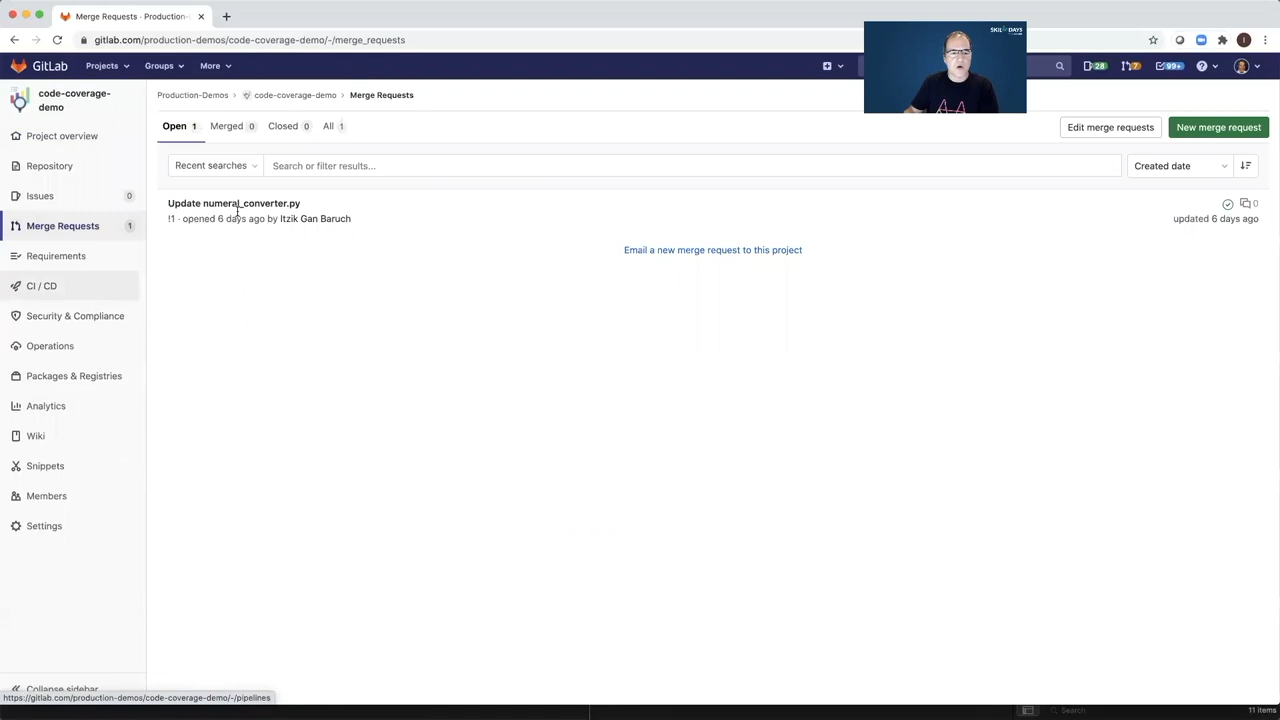 Merge Requests · Production-
gitlab.com/production-demos/code-coverage-demo/-/merge_requests
SKIL DAYS
GitLab Projects Groups More 28 7 99+
code-coverage-demo
Production-Demos code-coverage-demo Merge Requests
Open 1 Merged 0 Closed 0 All 1
Edit merge requests New merge request
Recent searches Search or filter results... Created date
Update numeral_converter.py 0
!1 · opened 6 days ago by Itzik Gan Baruch updated 6 days ago
Email a new merge request to this project
Project overview
Repository
Issues 0
Merge Requests 1
Requirements
CI / CD
Security & Compliance
Operations
Packages & Registries
Analytics
Wiki
Snippets
Members
Settings
Collapse sidebar
https://gitlab.com/production-demos/code-coverage-demo/-/pipelines
Search 11 items